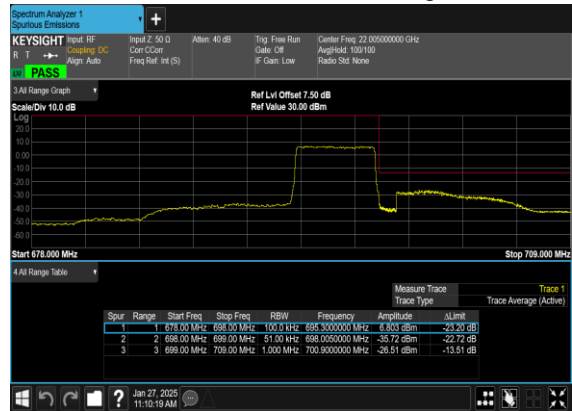 Spectrum Analyzer 1
Spurious Emissions
KEYSIGHT Input: RF Input Z: 50 Ω Atten: 40 dB Trig: Free Run Center Freq: 22.005000000 GHz
R T Coupling: DC Corr CCorr Gate: Off Avg|Hold: 100/100
Align: Auto Freq Ref: Int (S) IF Gain: Low Radio Std: None
PASS
3 All Range Graph
Ref Lvl Offset 7.50 dB
Scale/Div 10.0 dB Ref Value 30.00 dBm
Log
20.0
10.0
0.00
-10.0
-20.0
-30.0
-40.0
-50.0
-60.0
Start 678.000 MHz Stop 709.000 MHz
4 All Range Table
Measure Trace Trace 1
Trace Type Trace Average (Active)
Spur Range Start Freq Stop Freq RBW Frequency Amplitude ΔLimit
1 1 678.00 MHz 698.00 MHz 100.0 kHz 695.3000000 MHz 6.803 dBm -23.20 dB
2 2 698.00 MHz 699.00 MHz 51.00 kHz 698.0050000 MHz -35.72 dBm -22.72 dB
3 3 699.00 MHz 709.00 MHz 1.000 MHz 700.9000000 MHz -26.51 dBm -13.51 dB
Jan 27, 2025
11:10:19 AM